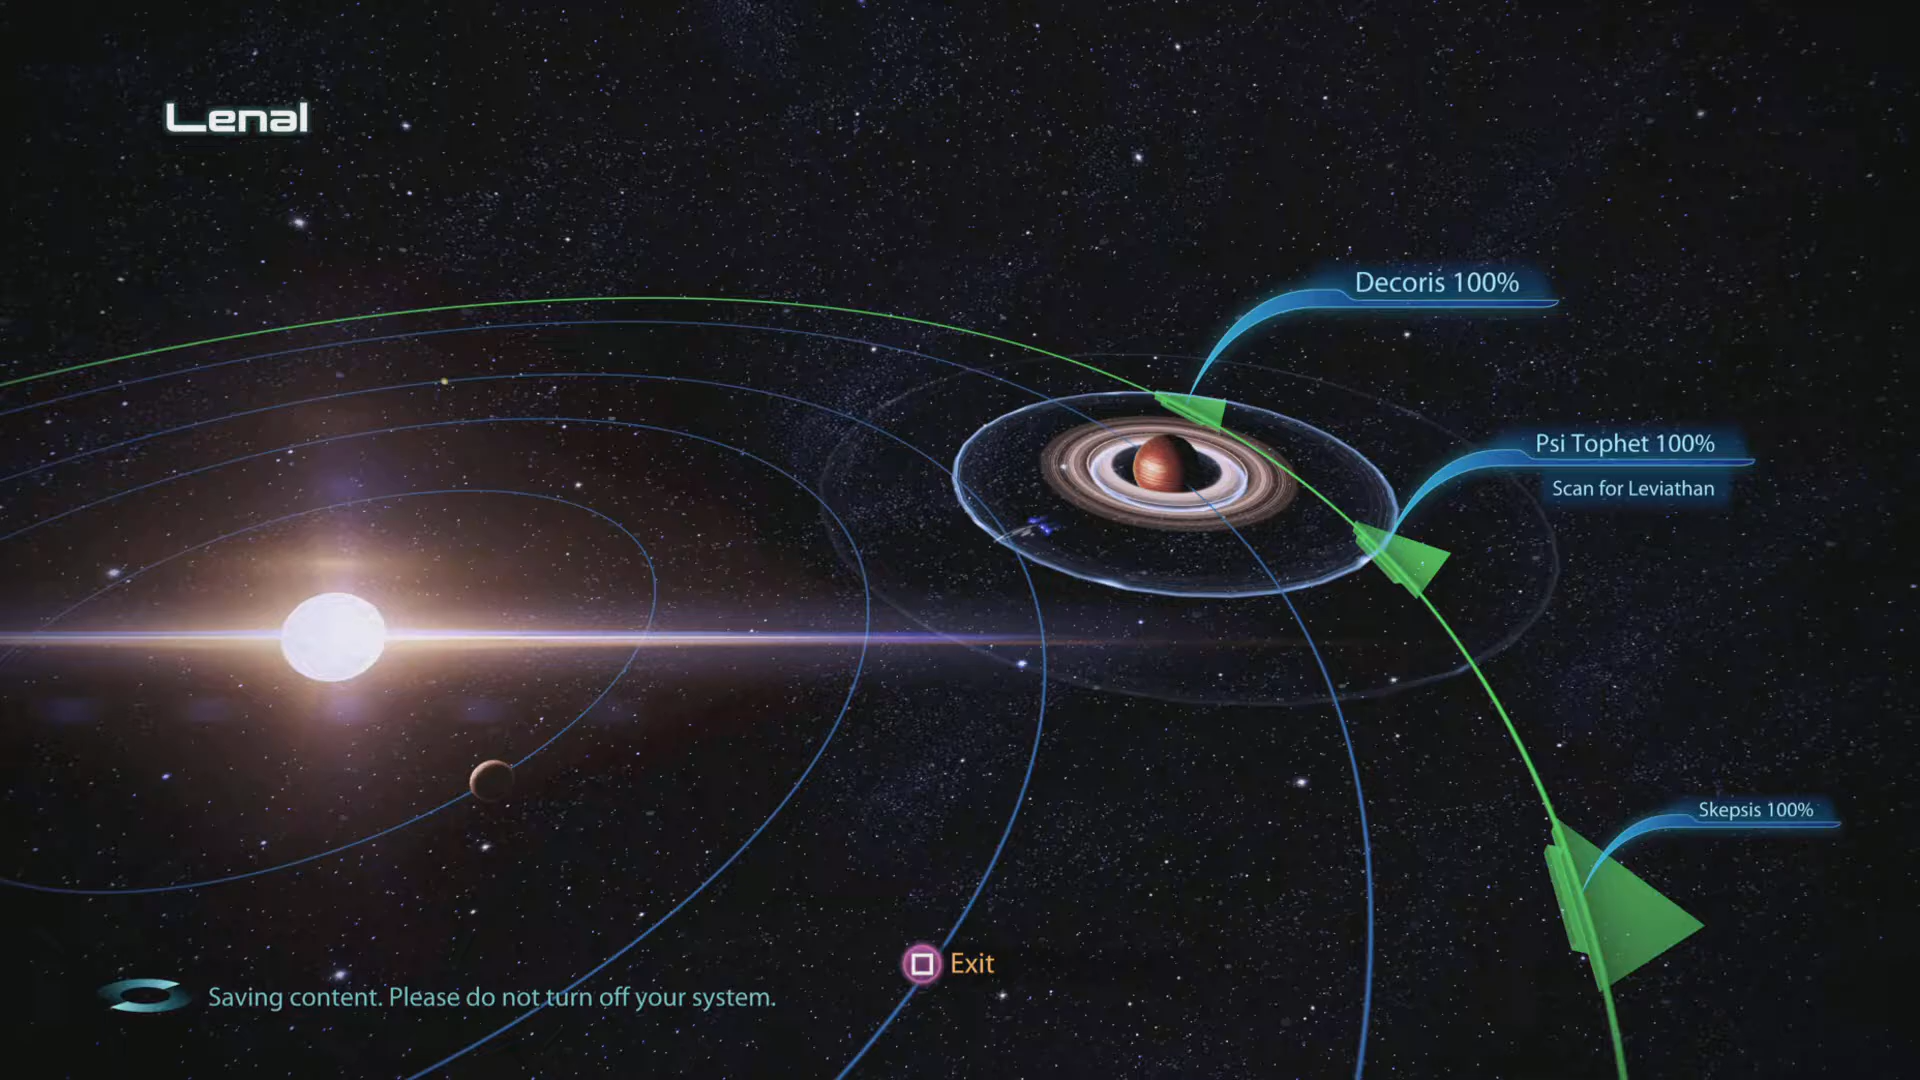 Lenal
Decoris 100%
Psi Tophet 100%
Scan for Leviathan
Skepsis 100%
Exit
Saving content. Please do not turn off your system.